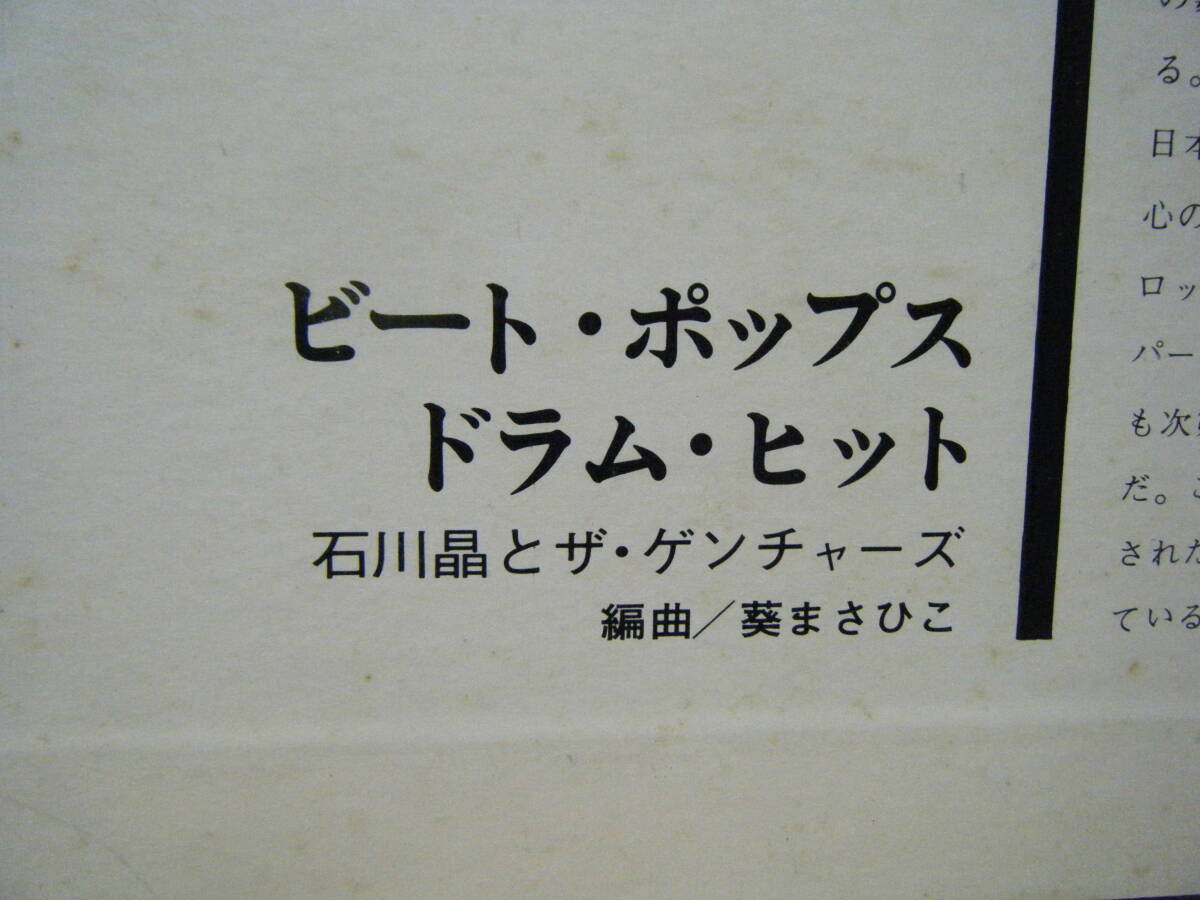 ビート・ポップス
ドラム・ヒット
石川晶とザ・ゲンチャーズ
編曲／葵まさひこ
る。
日本
心の
ロッ
パー
も次
だ。こ
された
ている